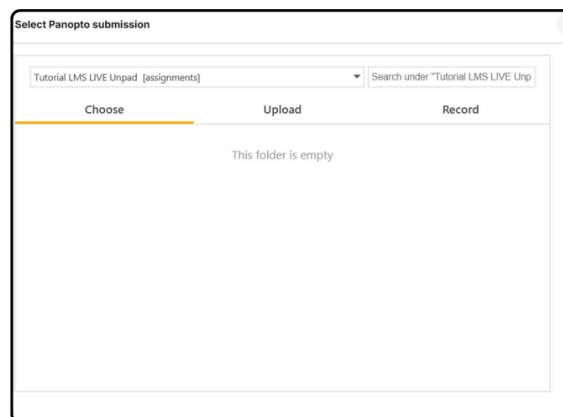 Select Panopto submission
Tutorial LMS LIVE Unpad [assignments]
Search under "Tutorial LMS LIVE Unp
Choose
Upload
Record
This folder is empty